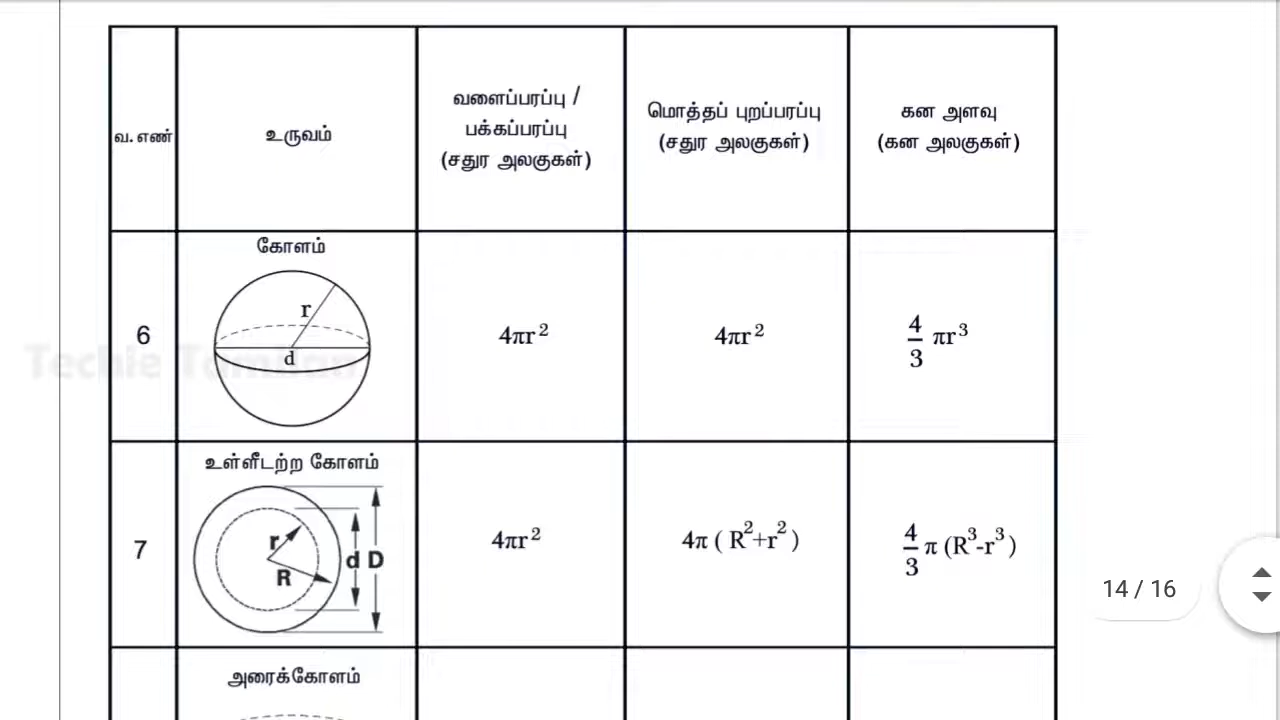 வ. எண்
உருவம்
வளைப்பரப்பு /
பக்கப்பரப்பு
(சதுர அலகுகள்)
மொத்தப் புறப்பரப்பு
(சதுர அலகுகள்)
கன அளவு
(கன அலகுகள்)
6
கோளம்
r
d
4πr²
4πr²
4/3 πr³
Techie Tamilan
7
உள்ளீடற்ற கோளம்
r
R
d D
4πr²
4π ( R²+r² )
4/3 π (R³-r³ )
14 / 16
அரைக்கோளம்